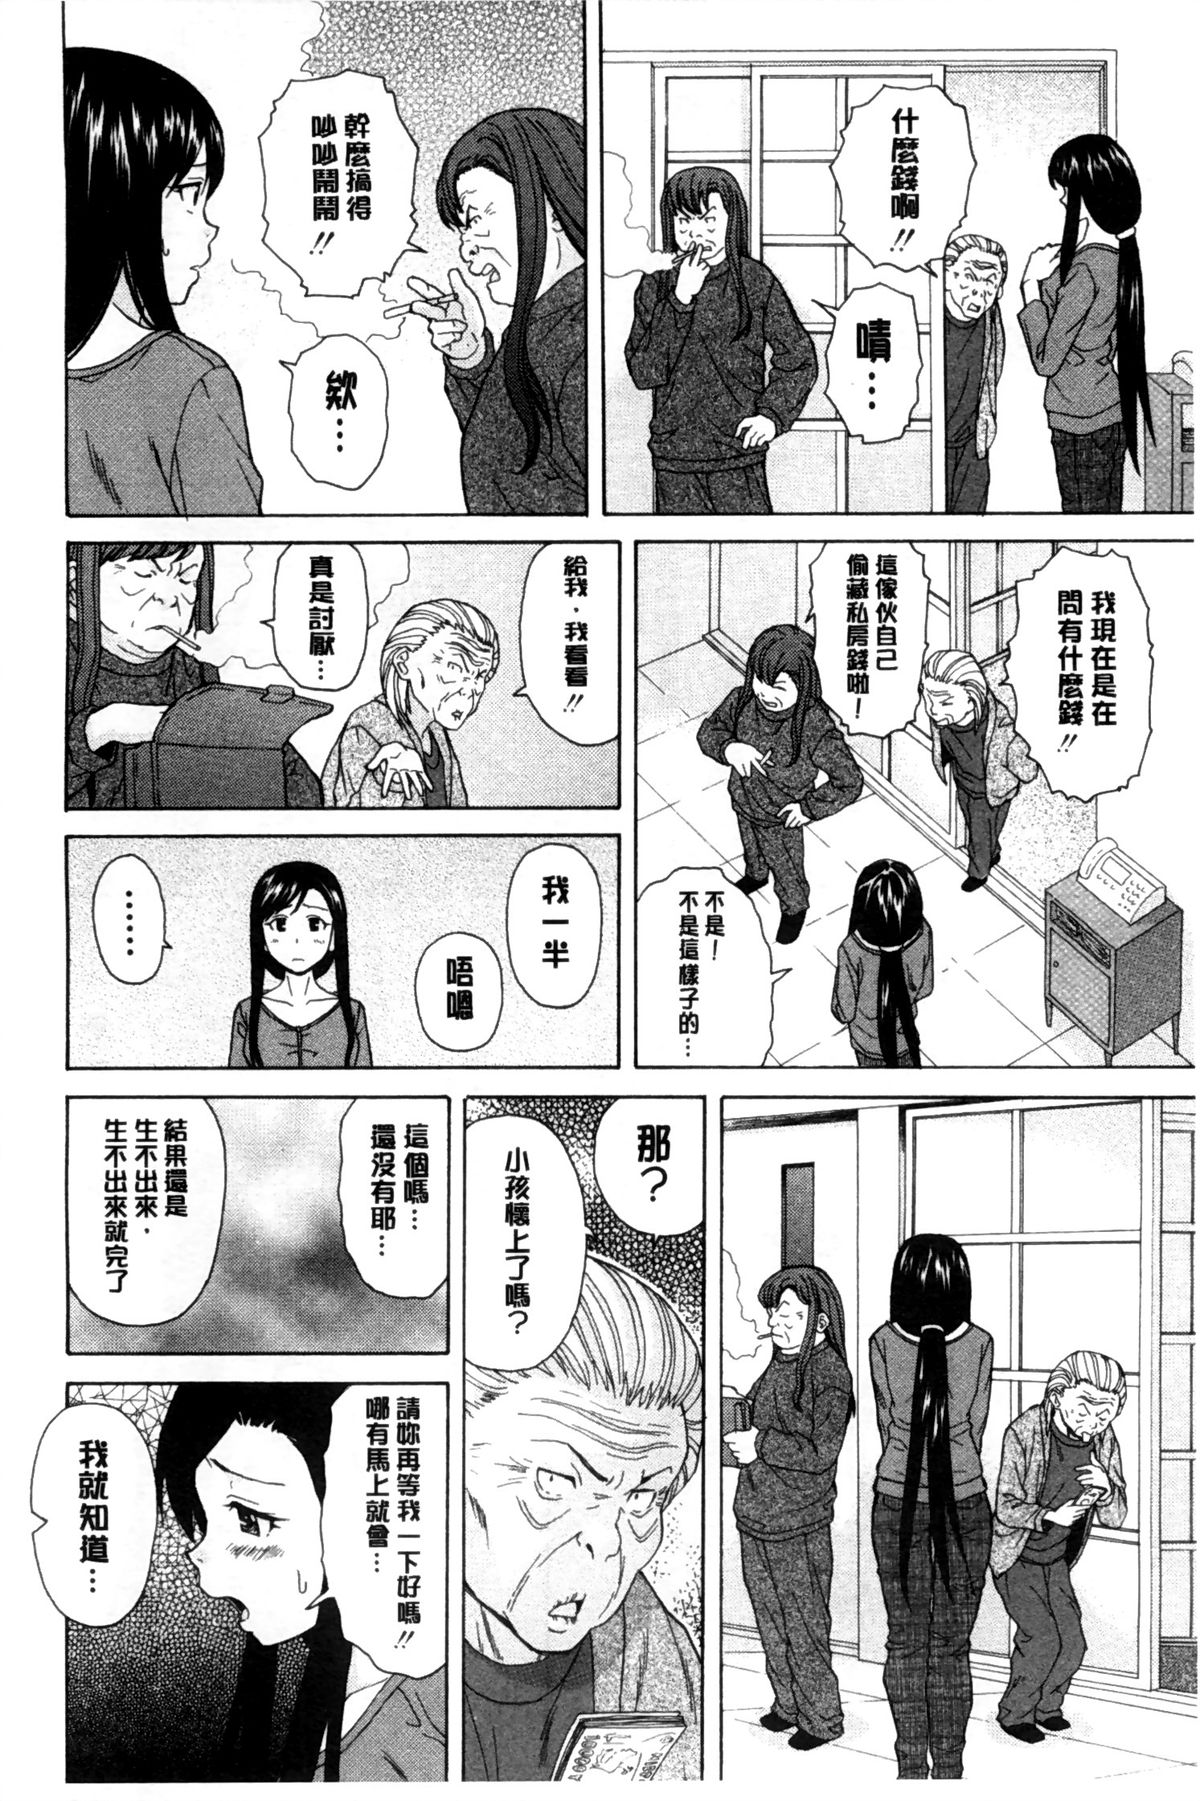 什麼錢啊!!
嘖…
幹麼搞得
吵吵鬧鬧!!
欸…
我現在是在
問有什麼錢!!
這傢伙自己
偷藏私房錢啦!
不是!
不是這樣子的…
給我,我看看!!
真是討厭…
我一半
唔嗯
……
那?
小孩懷上了嗎?
10000
這個嗎…
還沒有耶…
結果還是
生不出來,
生不出來就完了
請妳再等我一下好嗎
哪有馬上就會…!!
我就知道…